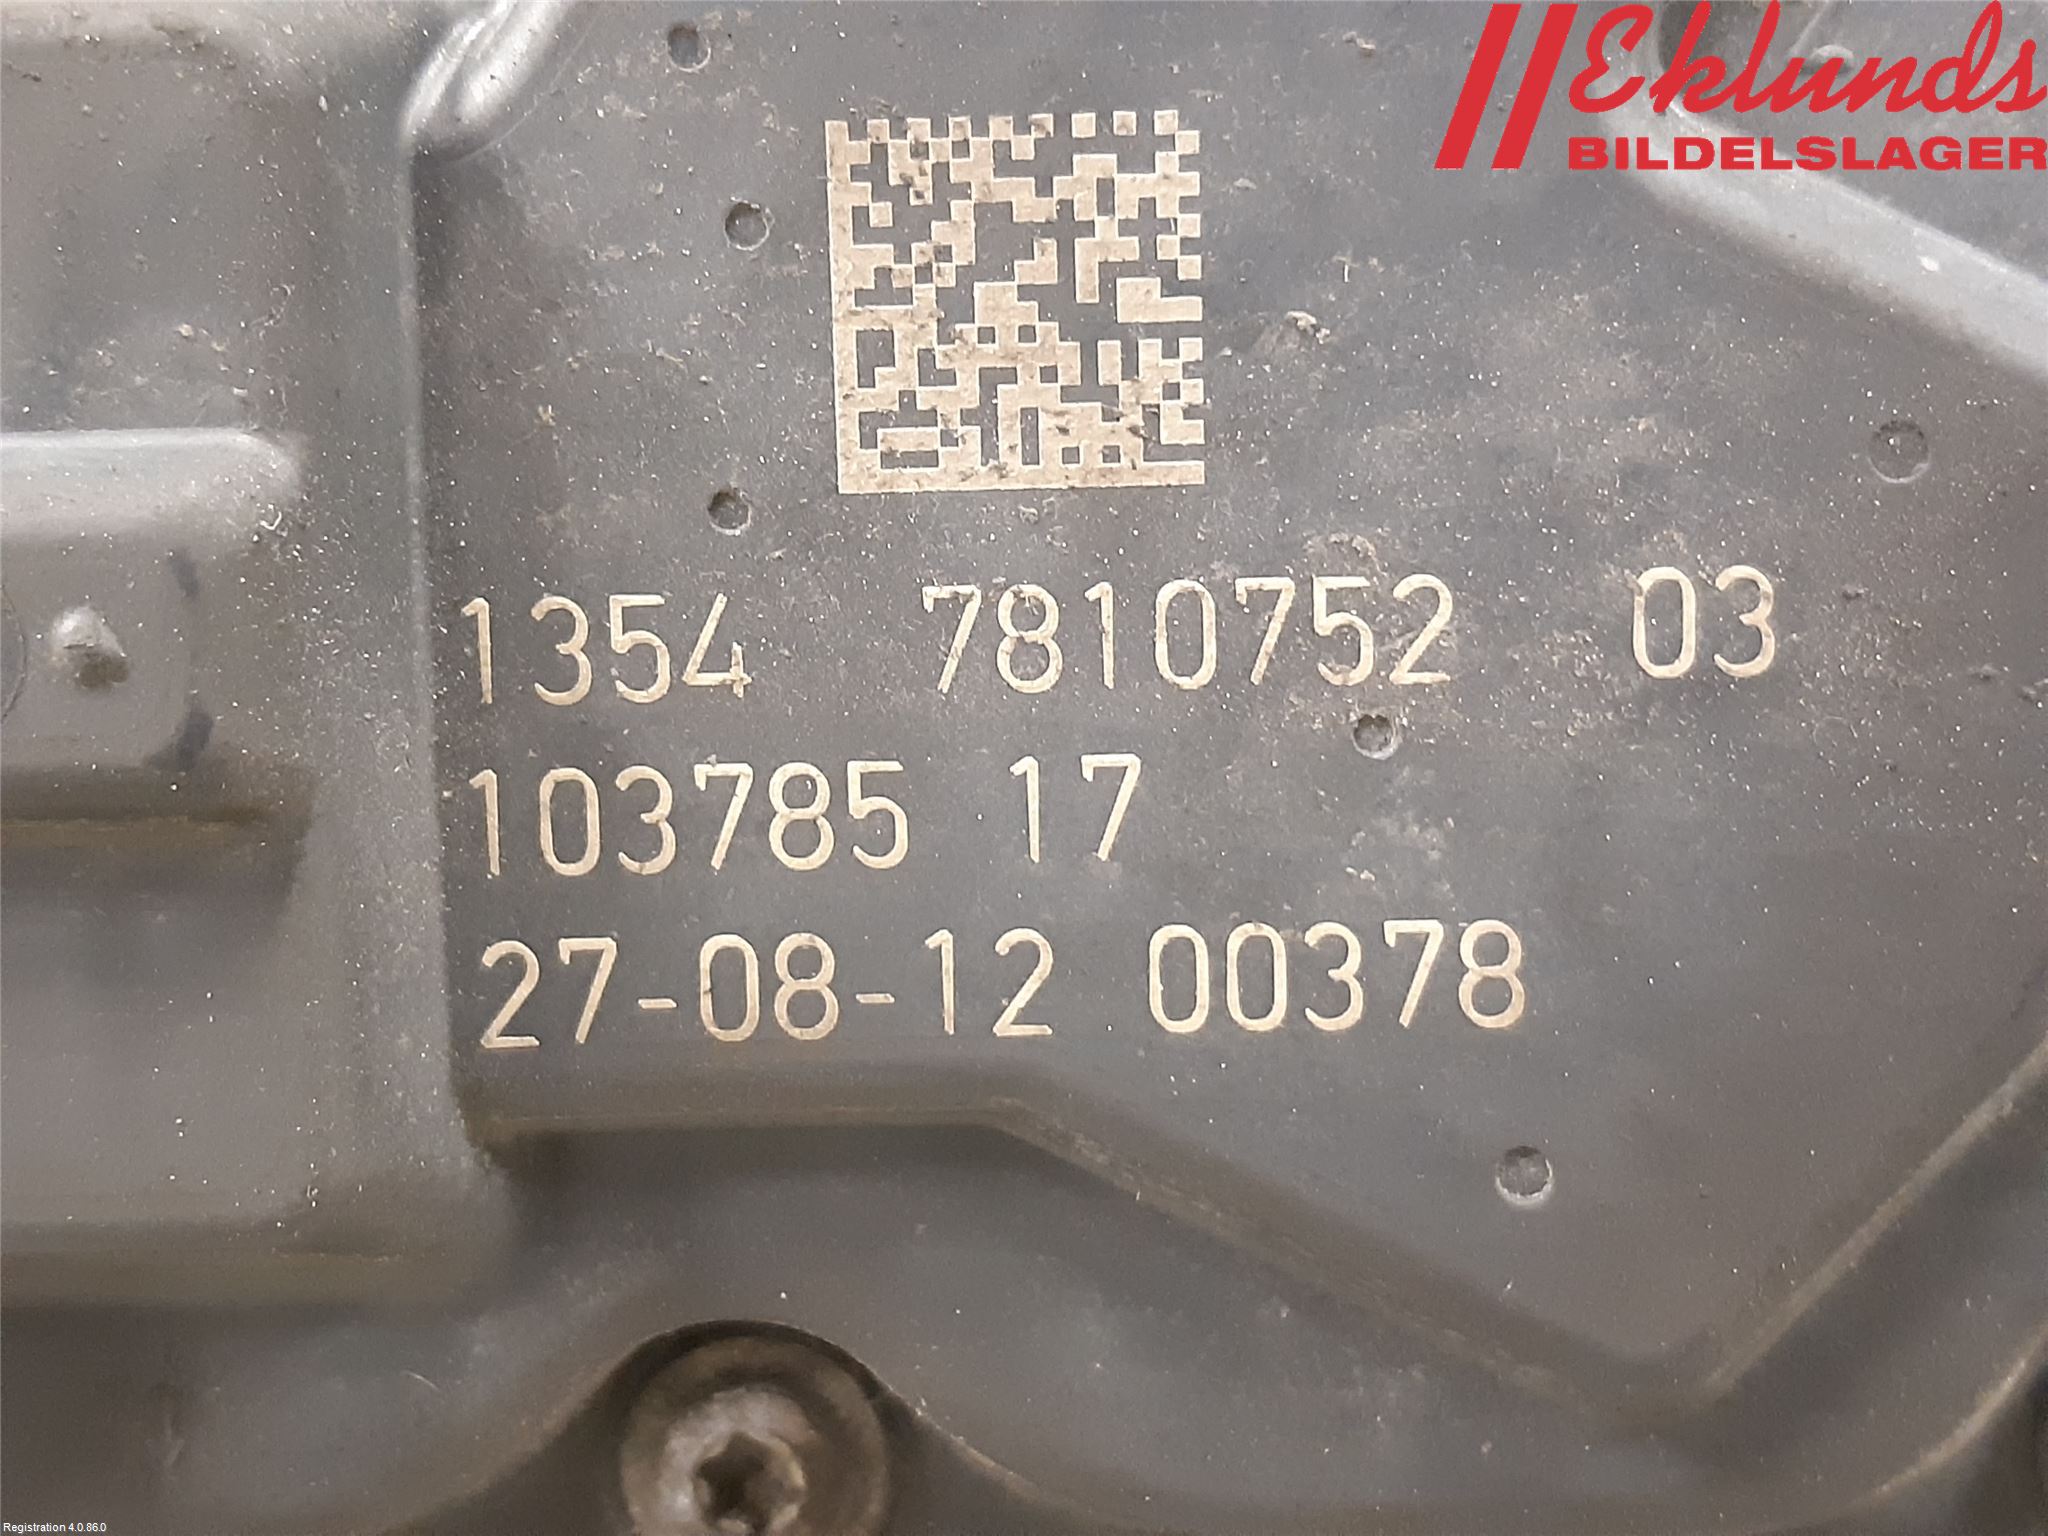 Eklunds
BILDELSLAGER
1354 7810752 03
103785 17
27-08-12 00378
Registration 4.0.86.0